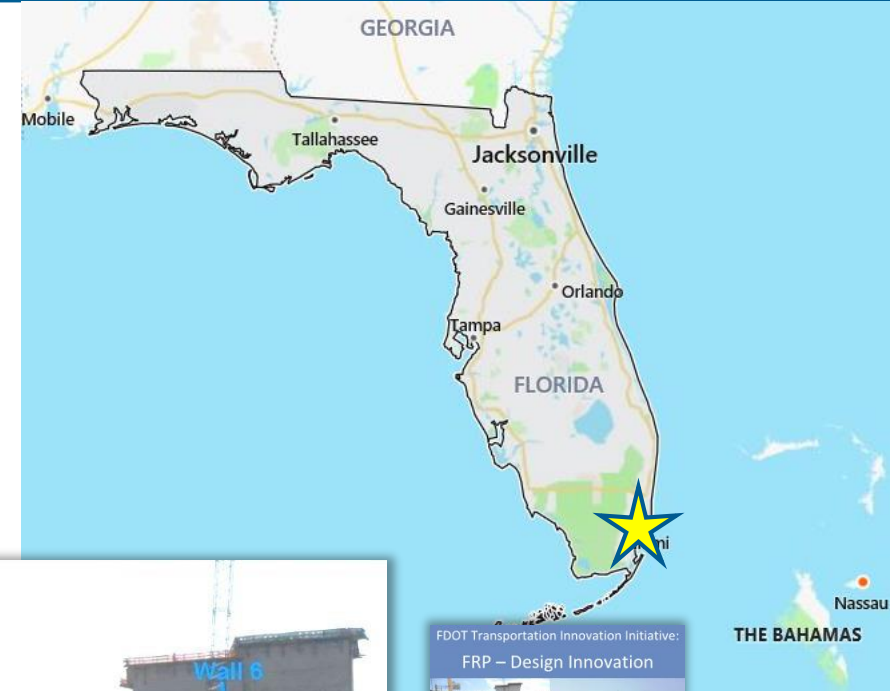 GEORGIA
Mobile
Tallahassee
Jacksonville
Gainesville
Orlando
Tampa
FLORIDA
Nassau
THE BAHAMAS
Wall 6
FDOT Transportation Innovation Initiative:
FRP – Design Innovation